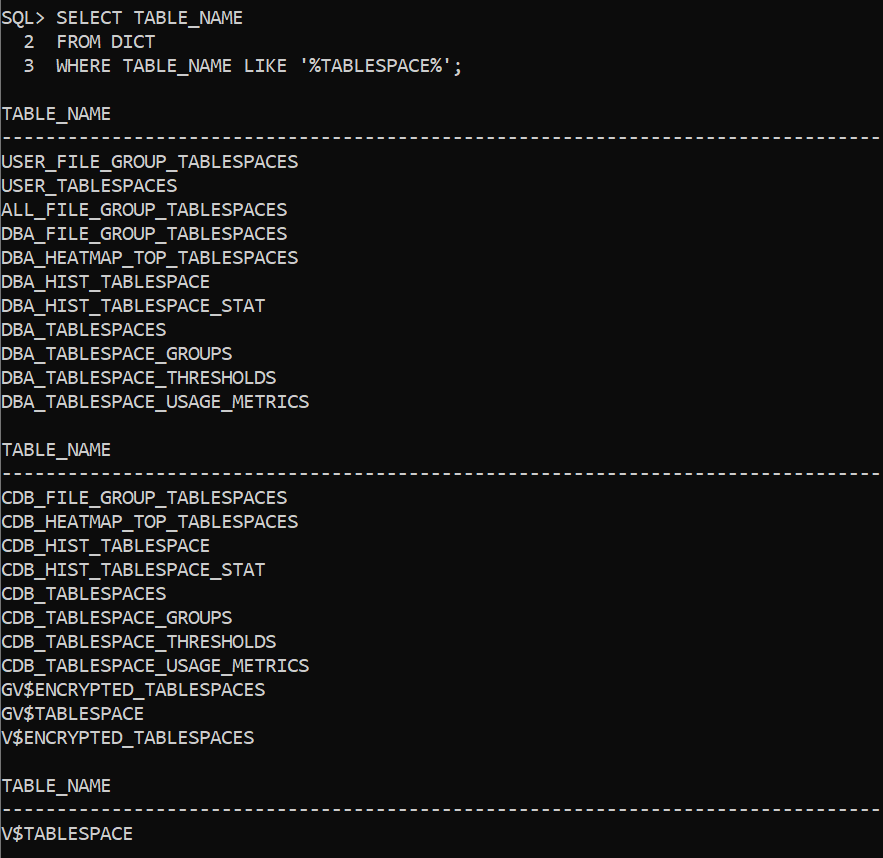 SQL> SELECT TABLE_NAME
  2  FROM DICT
  3  WHERE TABLE_NAME LIKE '%TABLESPACE%';
TABLE_NAME
--------------------------------------------------------------------------------
USER_FILE_GROUP_TABLESPACES
USER_TABLESPACES
ALL_FILE_GROUP_TABLESPACES
DBA_FILE_GROUP_TABLESPACES
DBA_HEATMAP_TOP_TABLESPACES
DBA_HIST_TABLESPACE
DBA_HIST_TABLESPACE_STAT
DBA_TABLESPACES
DBA_TABLESPACE_GROUPS
DBA_TABLESPACE_THRESHOLDS
DBA_TABLESPACE_USAGE_METRICS
TABLE_NAME
--------------------------------------------------------------------------------
CDB_FILE_GROUP_TABLESPACES
CDB_HEATMAP_TOP_TABLESPACES
CDB_HIST_TABLESPACE
CDB_HIST_TABLESPACE_STAT
CDB_TABLESPACES
CDB_TABLESPACE_GROUPS
CDB_TABLESPACE_THRESHOLDS
CDB_TABLESPACE_USAGE_METRICS
GV$ENCRYPTED_TABLESPACES
GV$TABLESPACE
V$ENCRYPTED_TABLESPACES
TABLE_NAME
--------------------------------------------------------------------------------
V$TABLESPACE